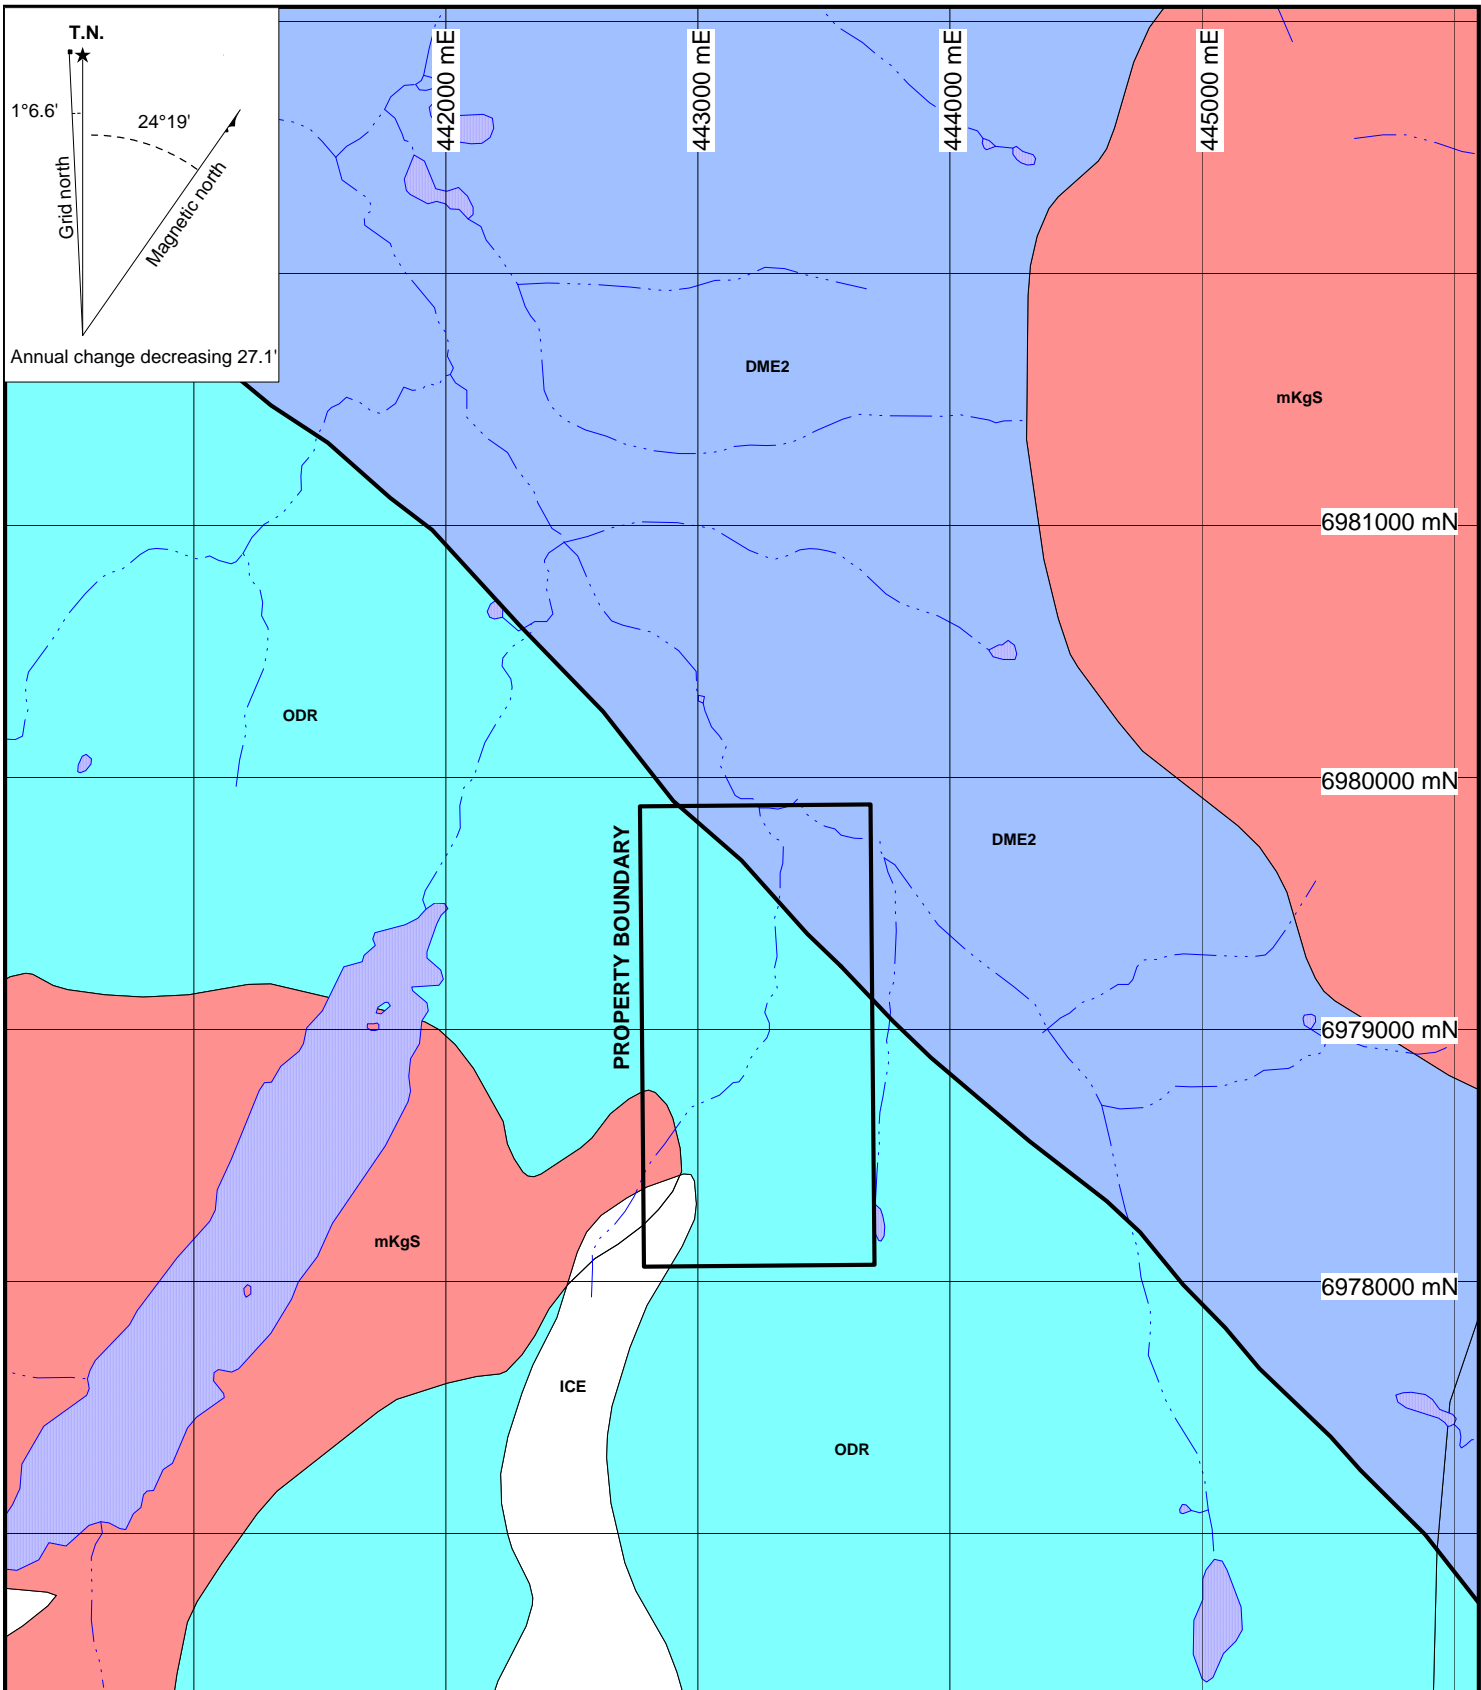 T.N.
1°6.6'
24°19'
Grid north
Magnetic north
Annual change decreasing 27.1'
442000 mE
443000 mE
444000 mE
445000 mE
DME2
mKgS
6981000 mN
ODR
6980000 mN
DME2
PROPERTY BOUNDARY
6979000 mN
mKgS
6978000 mN
ICE
ODR